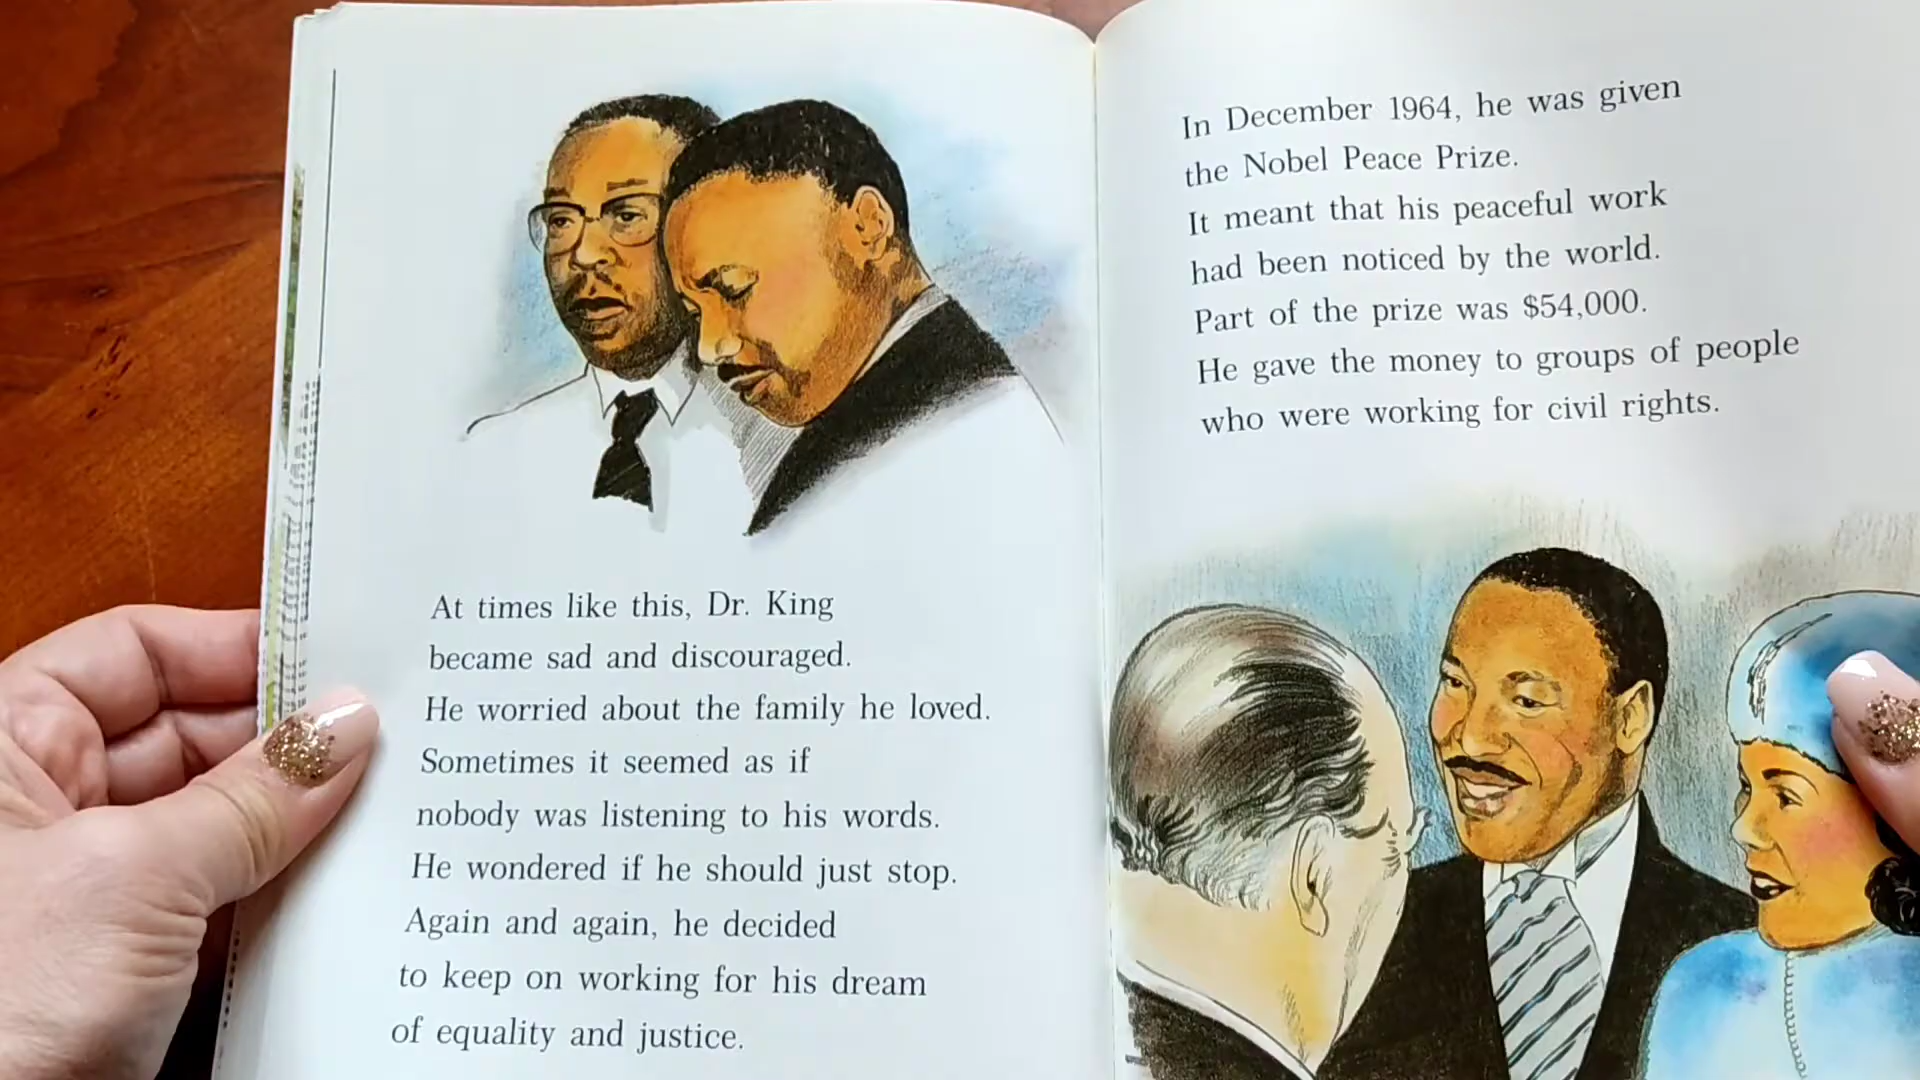 At times like this, Dr. King
became sad and discouraged.
He worried about the family he loved.
Sometimes it seemed as if
nobody was listening to his words.
He wondered if he should just stop.
Again and again, he decided
to keep on working for his dream
of equality and justice.
In December 1964, he was given
the Nobel Peace Prize.
It meant that his peaceful work
had been noticed by the world.
Part of the prize was $54,000.
He gave the money to groups of people
who were working for civil rights.